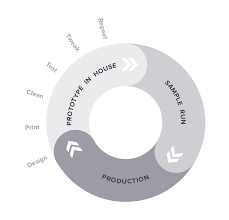 Repeat
Tweak
Test
Clean
Print
Design
PROTOTYPE IN HOUSE
SAMPLE RUN
PRODUCTION